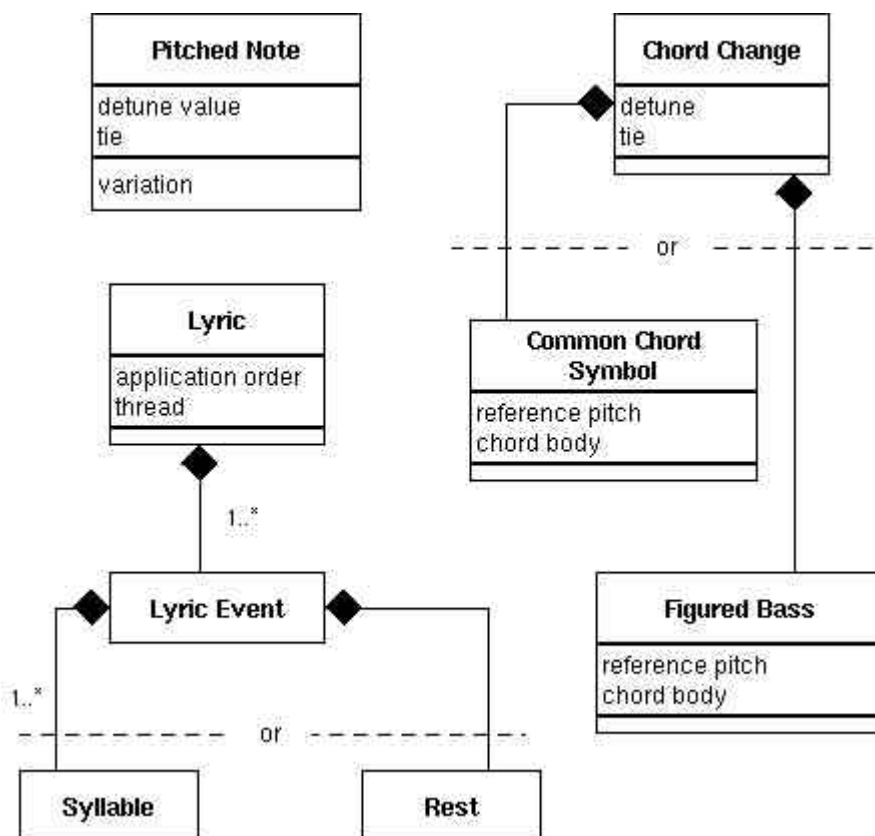 Pitched Note
detune value
tie
variation
Chord Change
detune
tie
or
Lyric
application order
thread
Common Chord
Symbol
reference pitch
chord body
1..*
Lyric Event
Figured Bass
reference pitch
chord body
1..*
or
Syllable
Rest